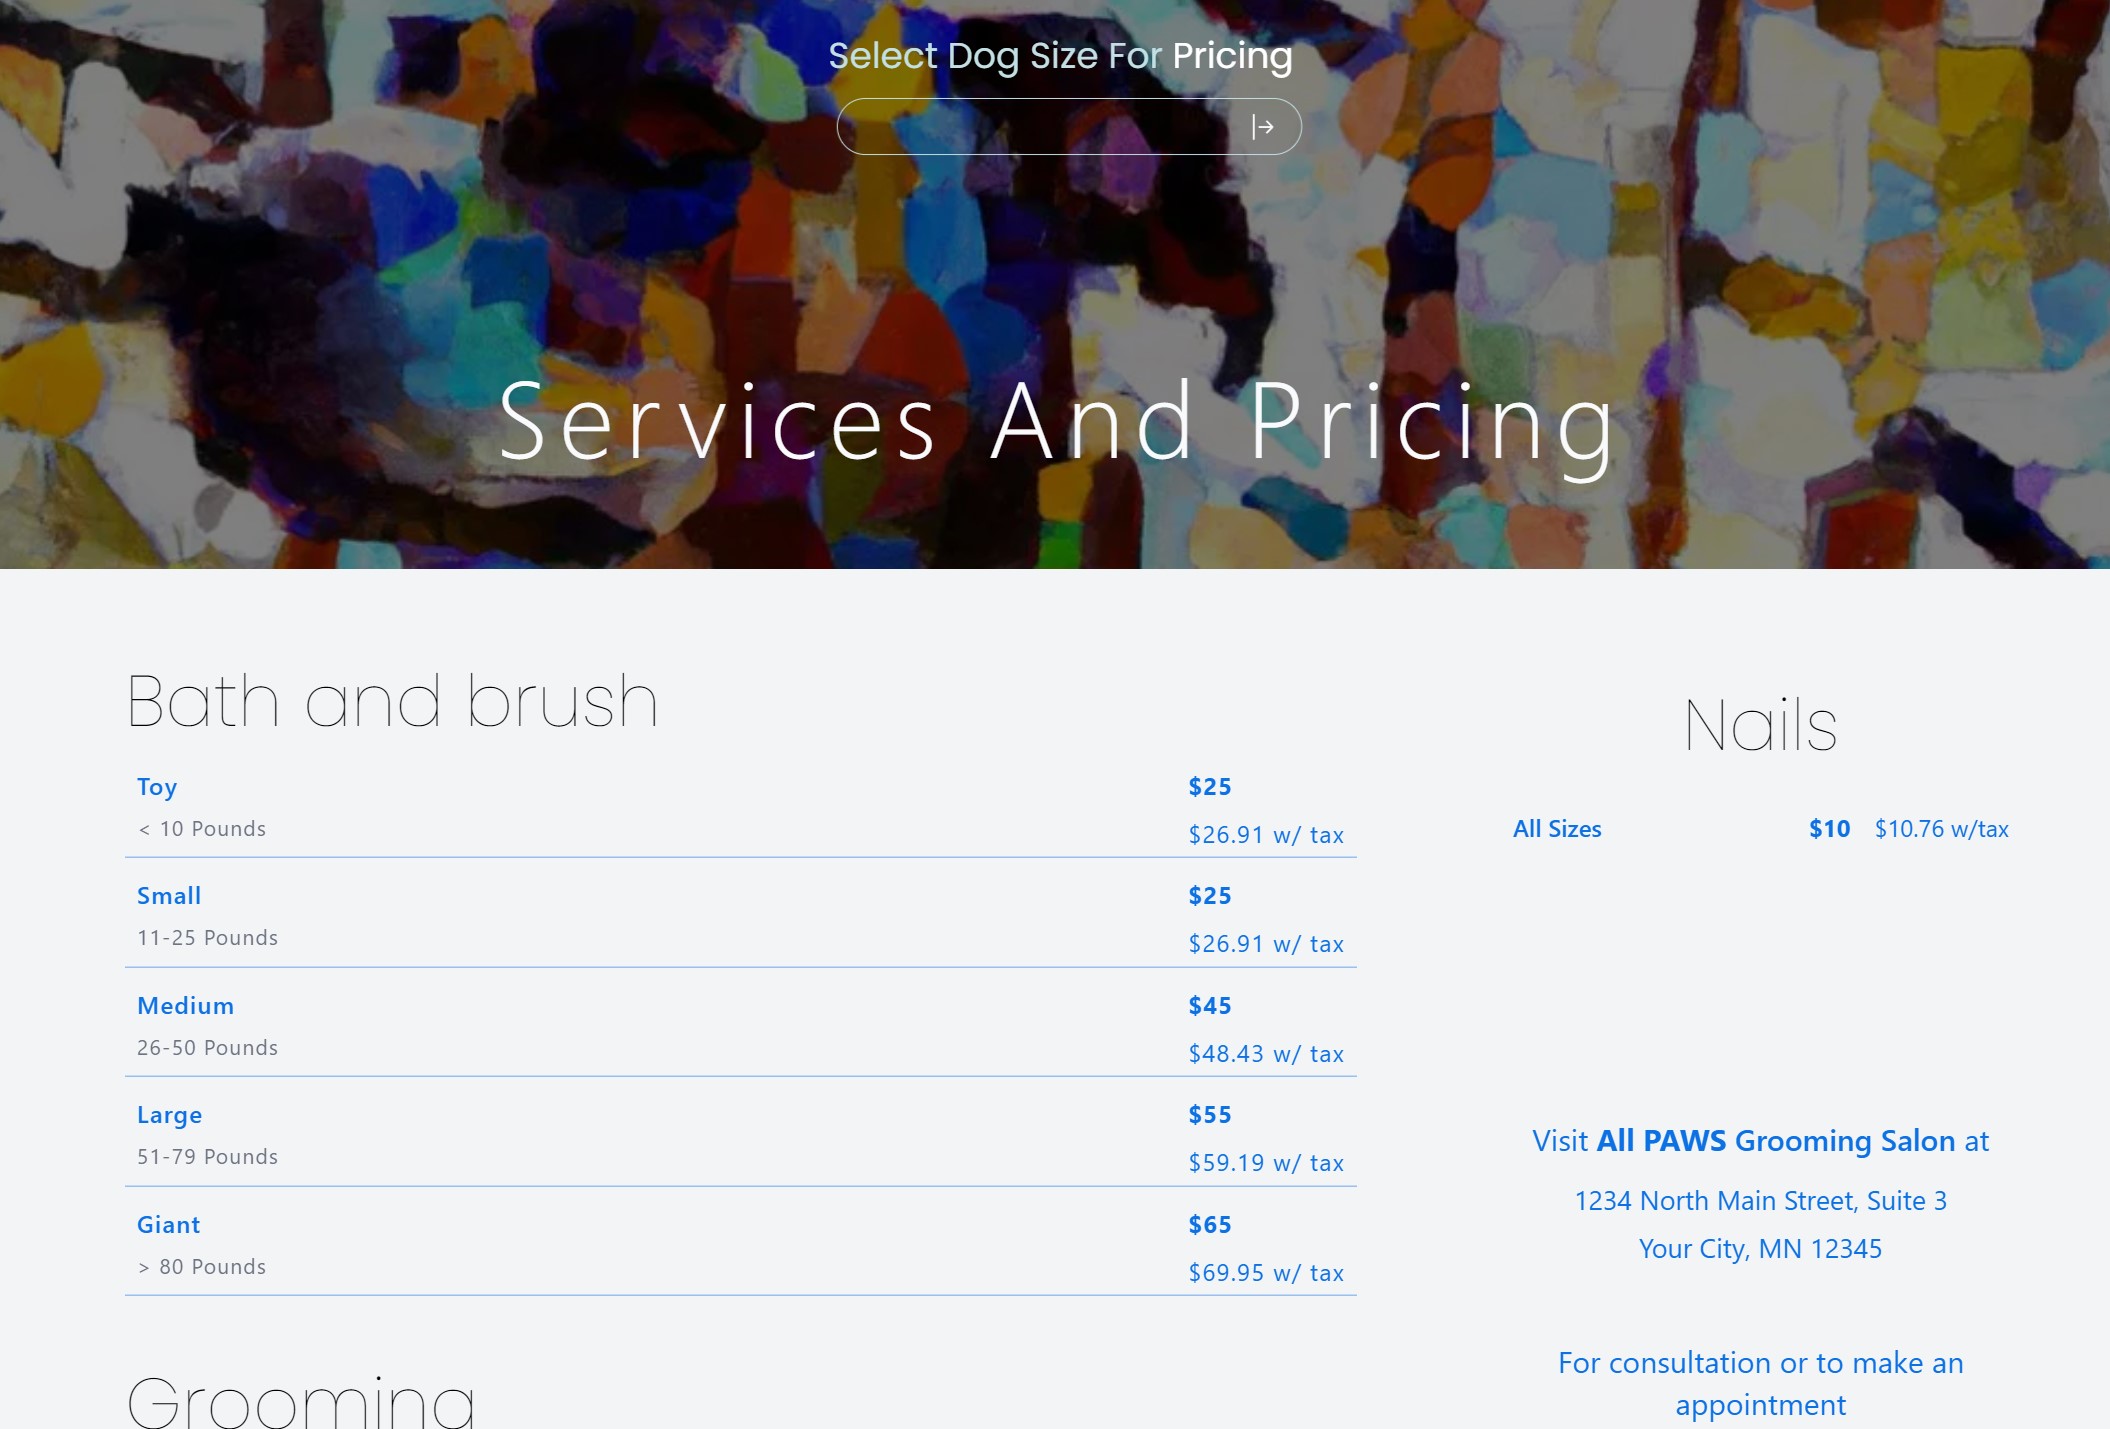 Select Dog Size For Pricing
Services And Pricing
Bath and brush
Toy
$25
< 10 Pounds
$26.91 w/ tax
Small
$25
11-25 Pounds
$26.91 w/ tax
Medium
$45
26-50 Pounds
$48.43 w/ tax
Large
$55
51-79 Pounds
$59.19 w/ tax
Giant
$65
> 80 Pounds
$69.95 w/ tax
Grooming
Nails
All Sizes $10 $10.76 w/tax
Visit All PAWS Grooming Salon at
1234 North Main Street, Suite 3
Your City, MN 12345
For consultation or to make an
appointment